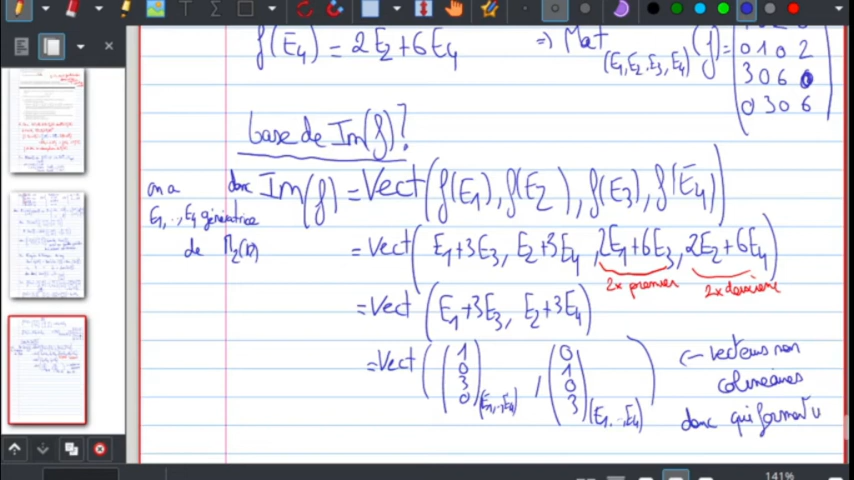 f(E₄) = 2E₂+6E₄ => Mat (E₁,E₂,E₃,E₄) (f) =
0 1 0 2
3 0 6 0
0 3 0 6
base de Im(f)?
on a
E₁,..,E₄ génératrice
de M₂(R)
donc Im(f) = Vect(f(E₁), f(E₂), f(E₃), f(E₄))
= Vect(E₁+3E₃, E₂+3E₄, 2E₁+6E₃, 2E₂+6E₄)
2x premier 2x deuxième
= Vect(E₁+3E₃, E₂+3E₄)
= Vect((1 0 3 0)(E₁,..,E₄), (0 1 0 3)(E₁,..,E₄))
<- vecteurs non
colinéaires
donc qui forment u
141%